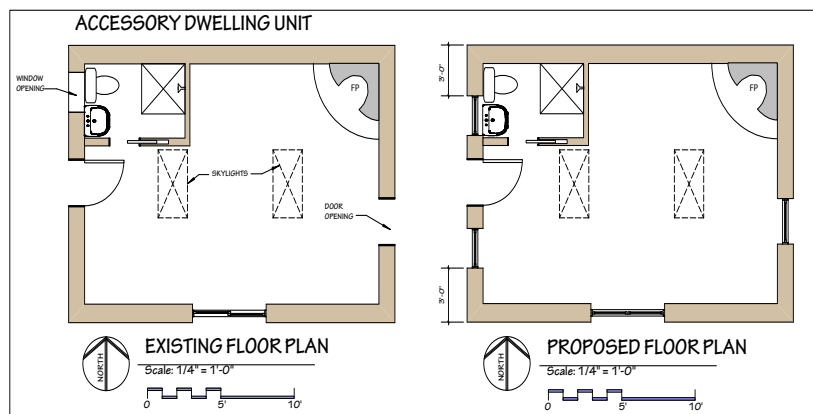 ACCESSORY DWELLING UNIT
WINDOW
OPENING
FP
SKYLIGHTS
DOOR
OPENING
NORTH
EXISTING FLOOR PLAN
Scale: 1/4" = 1'-0"
0 5' 10'
3'-0"
FP
3'-0"
NORTH
PROPOSED FLOOR PLAN
Scale: 1/4" = 1'-0"
0 5' 10'